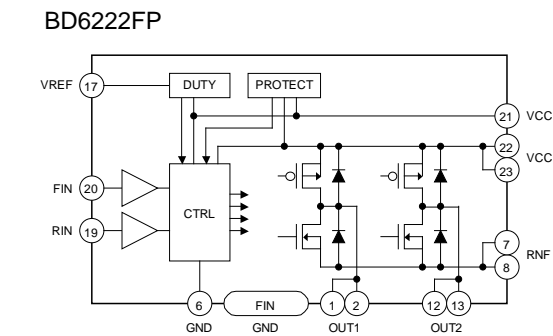 BD6222FP
VREF 17 DUTY PROTECT
21 VCC
22 VCC
23
FIN 20
RIN 19
CTRL
7 RNF
8
6 FIN 1 2 12 13
GND GND OUT1 OUT2